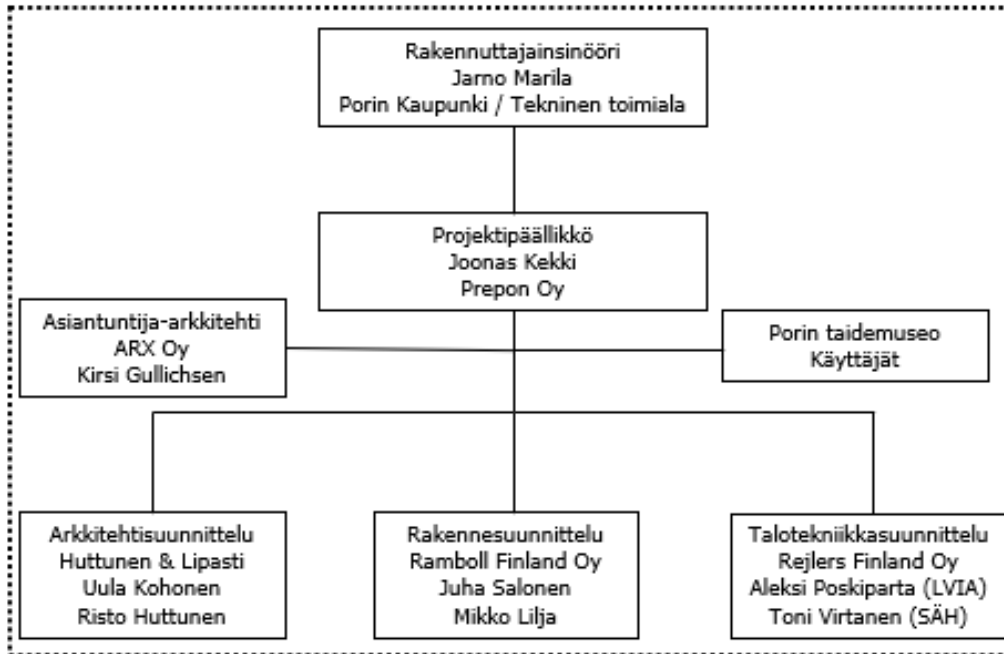 Rakennuttajainsinööri
Jarno Marila
Porin Kaupunki / Tekninen toimiala
Projektipäällikkö
Joonas Kekki
Prepon Oy
Asiantuntija-arkkitehti
ARX Oy
Kirsi Gullichsen
Porin taidemuseo
Käyttäjät
Arkkitehtisuunnittelu
Huttunen & Lipasti
Uula Kohonen
Risto Huttunen
Rakennesuunnittelu
Ramboll Finland Oy
Juha Salonen
Mikko Lilja
Talotekniikkasuunnittelu
Rejlers Finland Oy
Aleksi Poskiparta (LVIA)
Toni Virtanen (SÄH)